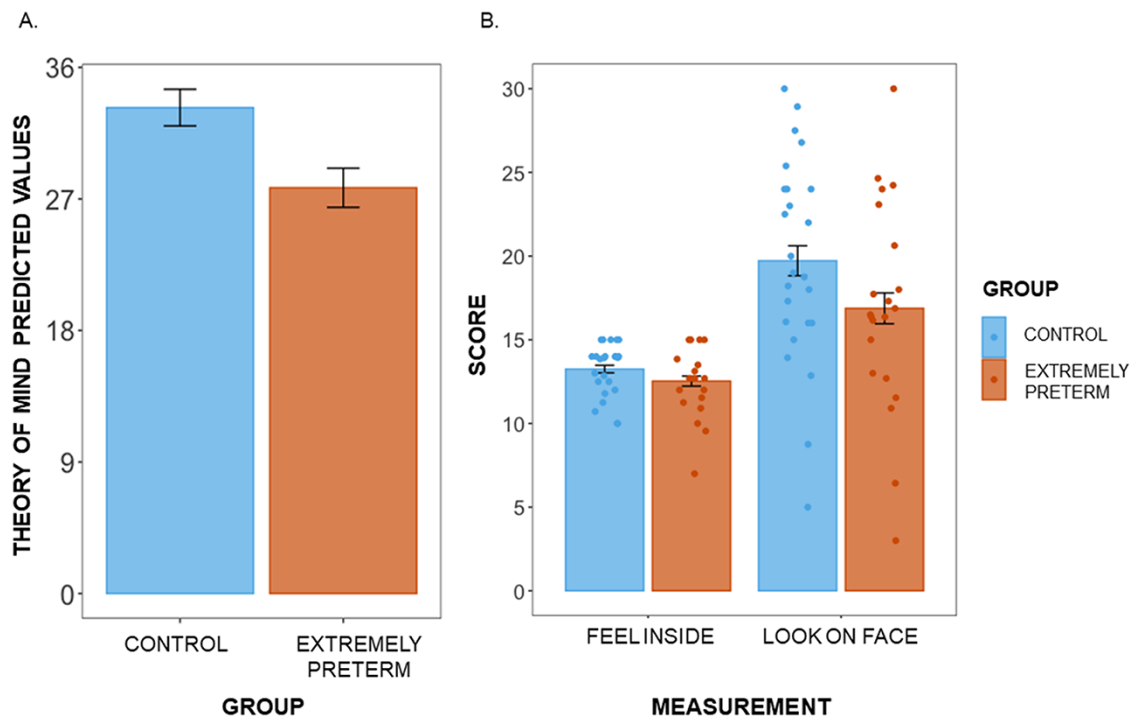 A.
THEORY OF MIND PREDICTED VALUES
36
27
18
9
0
CONTROL
EXTREMELY
PRETERM
GROUP
B.
SCORE
30
25
20
15
10
5
0
FEEL INSIDE
LOOK ON FACE
MEASUREMENT
GROUP
CONTROL
EXTREMELY
PRETERM